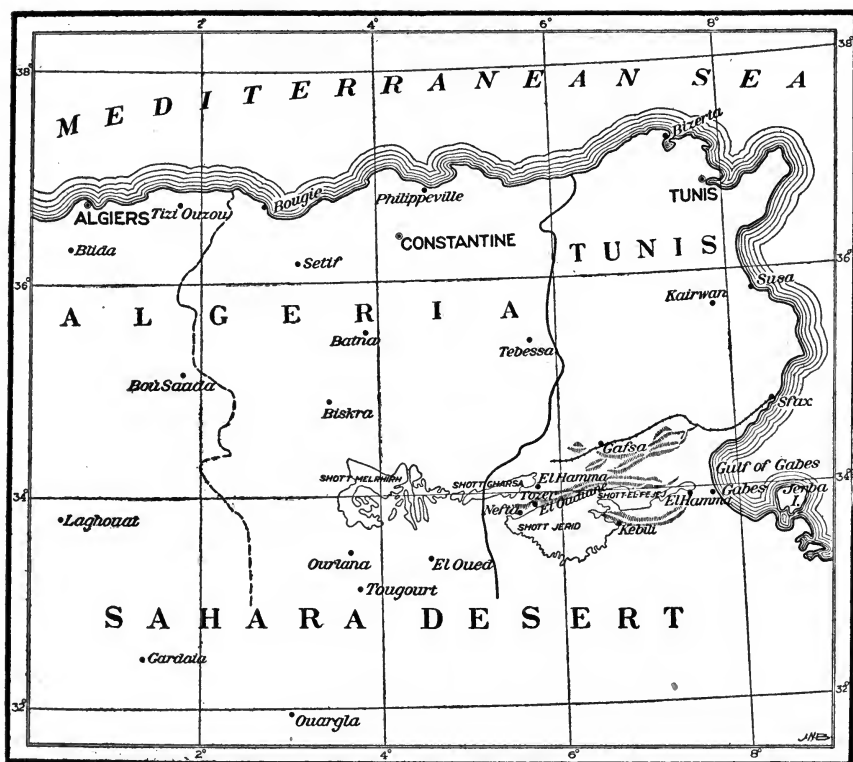 2° 4° 6° 8°
38° 38°
MEDITERRANEAN SEA
Bizerta
Bougie
Philippeville
ALGIERS
Tizi Ouzou
TUNIS
CONSTANTINE
Blida
Setif
TUNIS
36° 36°
Susa
Kairwan
ALGERIA
Batna
Tebessa
Bou Saada
Biskra
Sfax
Gafsa
Gulf of Gabes
SHOTT MELRHIRH
SHOTT GHARSA
El Hamma
34° 34°
Tozer
El Oudiane
SHOTT EL FEJEJ
El Hamma
Gabes
Jerba
I.
Nefta
Laghouat
SHOTT JERID
Kebili
Ourlana
El Oued
Tougourt
SAHARA DESERT
Gardaia
32° 32°
Ouargla
J.N.B.
2° 4° 6° 8°